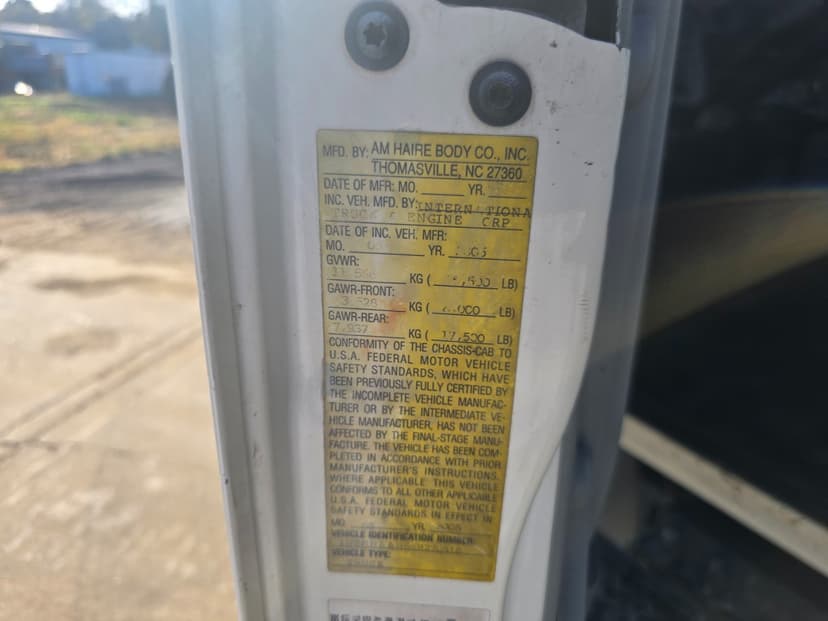 MFD. BY: AM HAIRE BODY CO., INC.
THOMASVILLE, NC 27360
DATE OF MFR: MO. YR.
INC. VEH. MFD. BY: INTERNATIONA
TRUCK & ENGINE CRP
DATE OF INC. VEH. MFR:
MO. YR.
GVWR:
KG ( LB)
GAWR-FRONT:
KG ( LB)
GAWR-REAR:
7,937 KG ( 17,500 LB)
CONFORMITY OF THE CHASSIS-CAB TO
U.S.A. FEDERAL MOTOR VEHICLE
SAFETY STANDARDS, WHICH HAVE
BEEN PREVIOUSLY FULLY CERTIFIED BY
THE INCOMPLETE VEHICLE MANUFAC-
TURER OR BY THE INTERMEDIATE VE-
HICLE MANUFACTURER, HAS NOT BEEN
AFFECTED BY THE FINAL-STAGE MANU-
FACTURE. THE VEHICLE HAS BEEN COM-
PLETED IN ACCORDANCE WITH PRIOR
MANUFACTURER'S INSTRUCTIONS.
WHERE APPLICABLE THIS VEHICLE
CONFORMS TO ALL OTHER APPLICABLE
U.S.A. FEDERAL MOTOR VEHICLE
SAFETY STANDARDS IN EFFECT IN
MO YR.
VEHICLE IDENTIFICATION NUMBER:
VEHICLE TYPE: